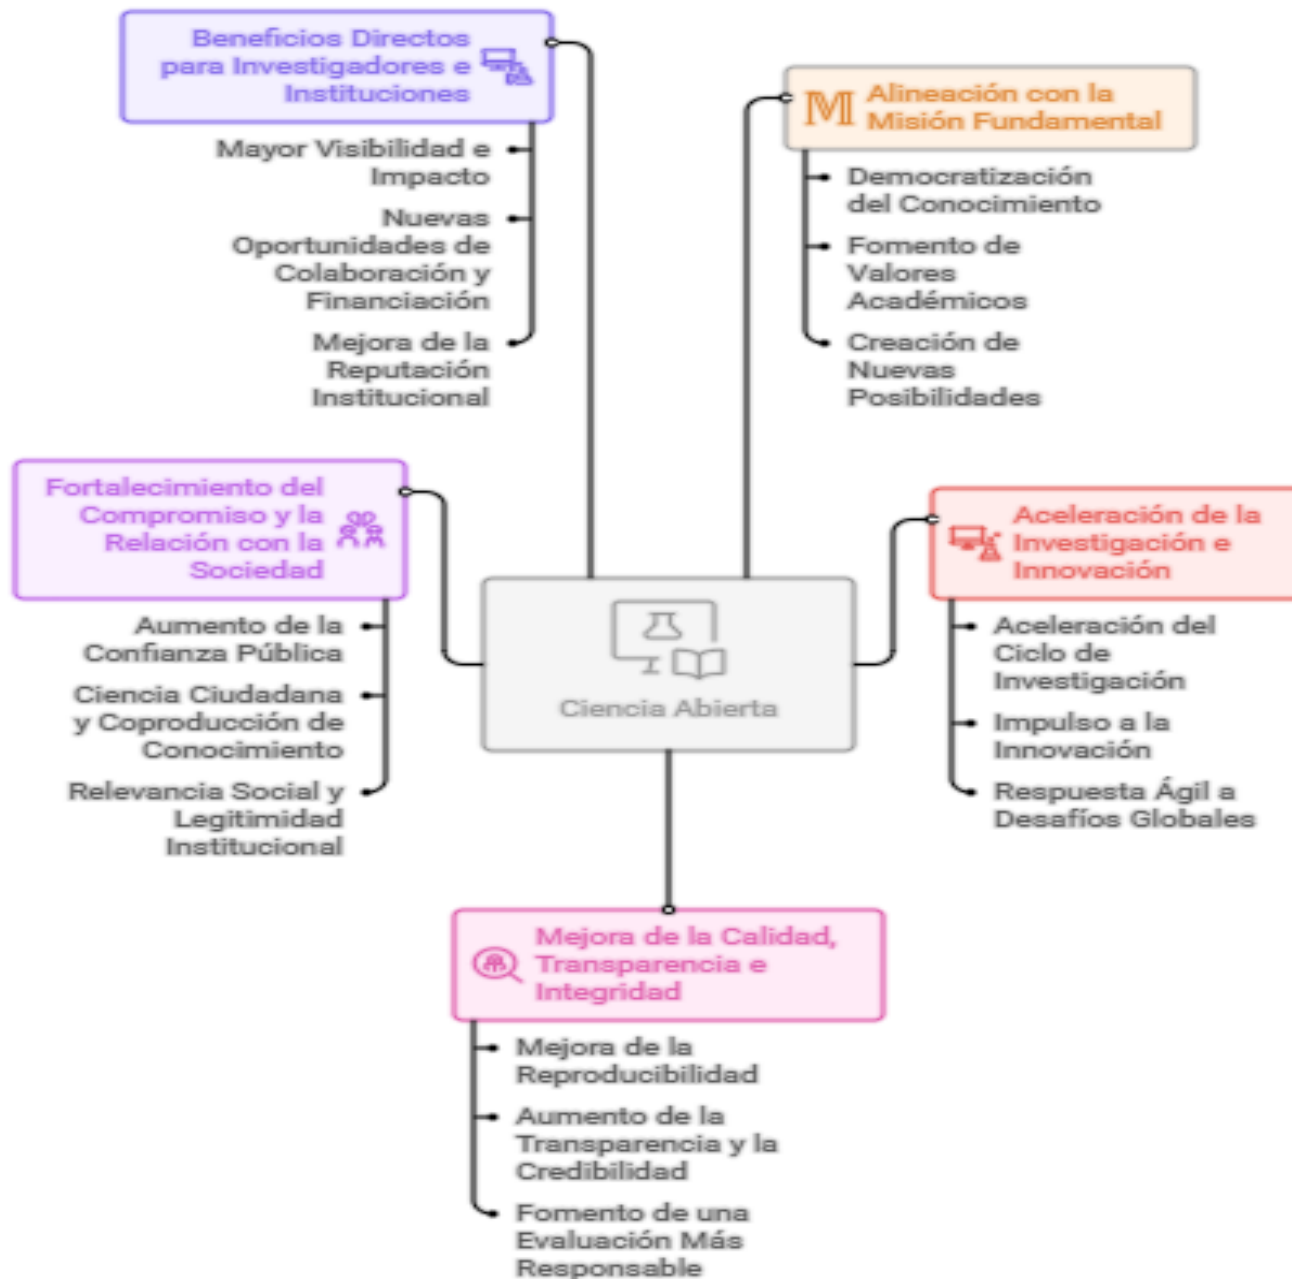 Beneficios Directos
para Investigadores e
Instituciones
Mayor Visibilidad e
Impacto
Nuevas
Oportunidades de
Colaboración y
Financiación
Mejora de la
Reputación
Institucional
Alineación con la
Misión Fundamental
Democratización
del Conocimiento
Fomento de
Valores
Académicos
Creación de
Nuevas
Posibilidades
Fortalecimiento del
Compromiso y la
Relación con la
Sociedad
Aumento de la
Confianza Pública
Ciencia Ciudadana
y Coproducción de
Conocimiento
Relevancia Social y
Legitimidad
Institucional
Ciencia Abierta
Aceleración de la
Investigación e
Innovación
Aceleración del
Ciclo de
Investigación
Impulso a la
Innovación
Respuesta Ágil a
Desafíos Globales
Mejora de la Calidad,
Transparencia e
Integridad
Mejora de la
Reproducibilidad
Aumento de la
Transparencia y la
Credibilidad
Fomento de una
Evaluación Más
Responsable